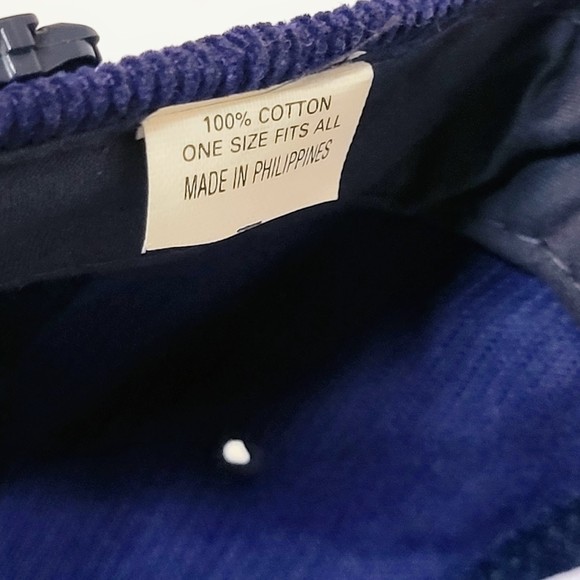 100% COTTON
ONE SIZE FITS ALL
MADE IN PHILIPPINES